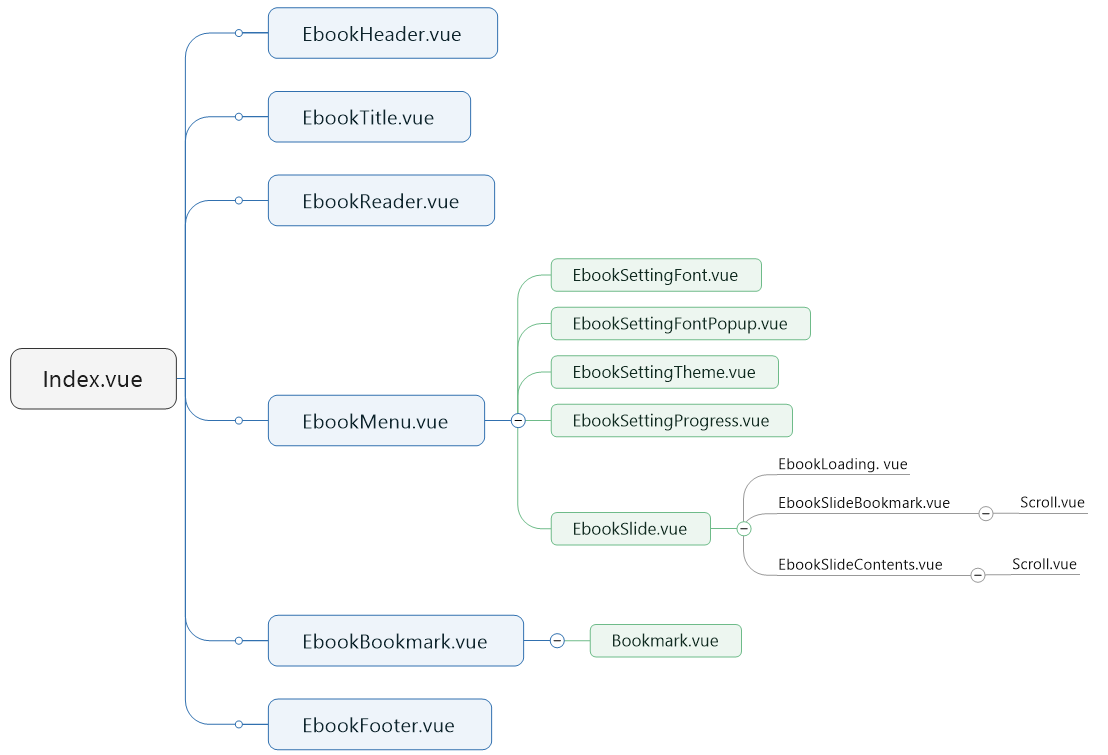 EbookHeader.vue
EbookTitle.vue
EbookReader.vue
EbookSettingFont.vue
EbookSettingFontPopup.vue
EbookSettingTheme.vue
Index.vue
EbookMenu.vue
EbookSettingProgress.vue
EbookLoading. vue
EbookSlideBookmark.vue
Scroll.vue
EbookSlide.vue
EbookSlideContents.vue
Scroll.vue
EbookBookmark.vue
Bookmark.vue
EbookFooter.vue